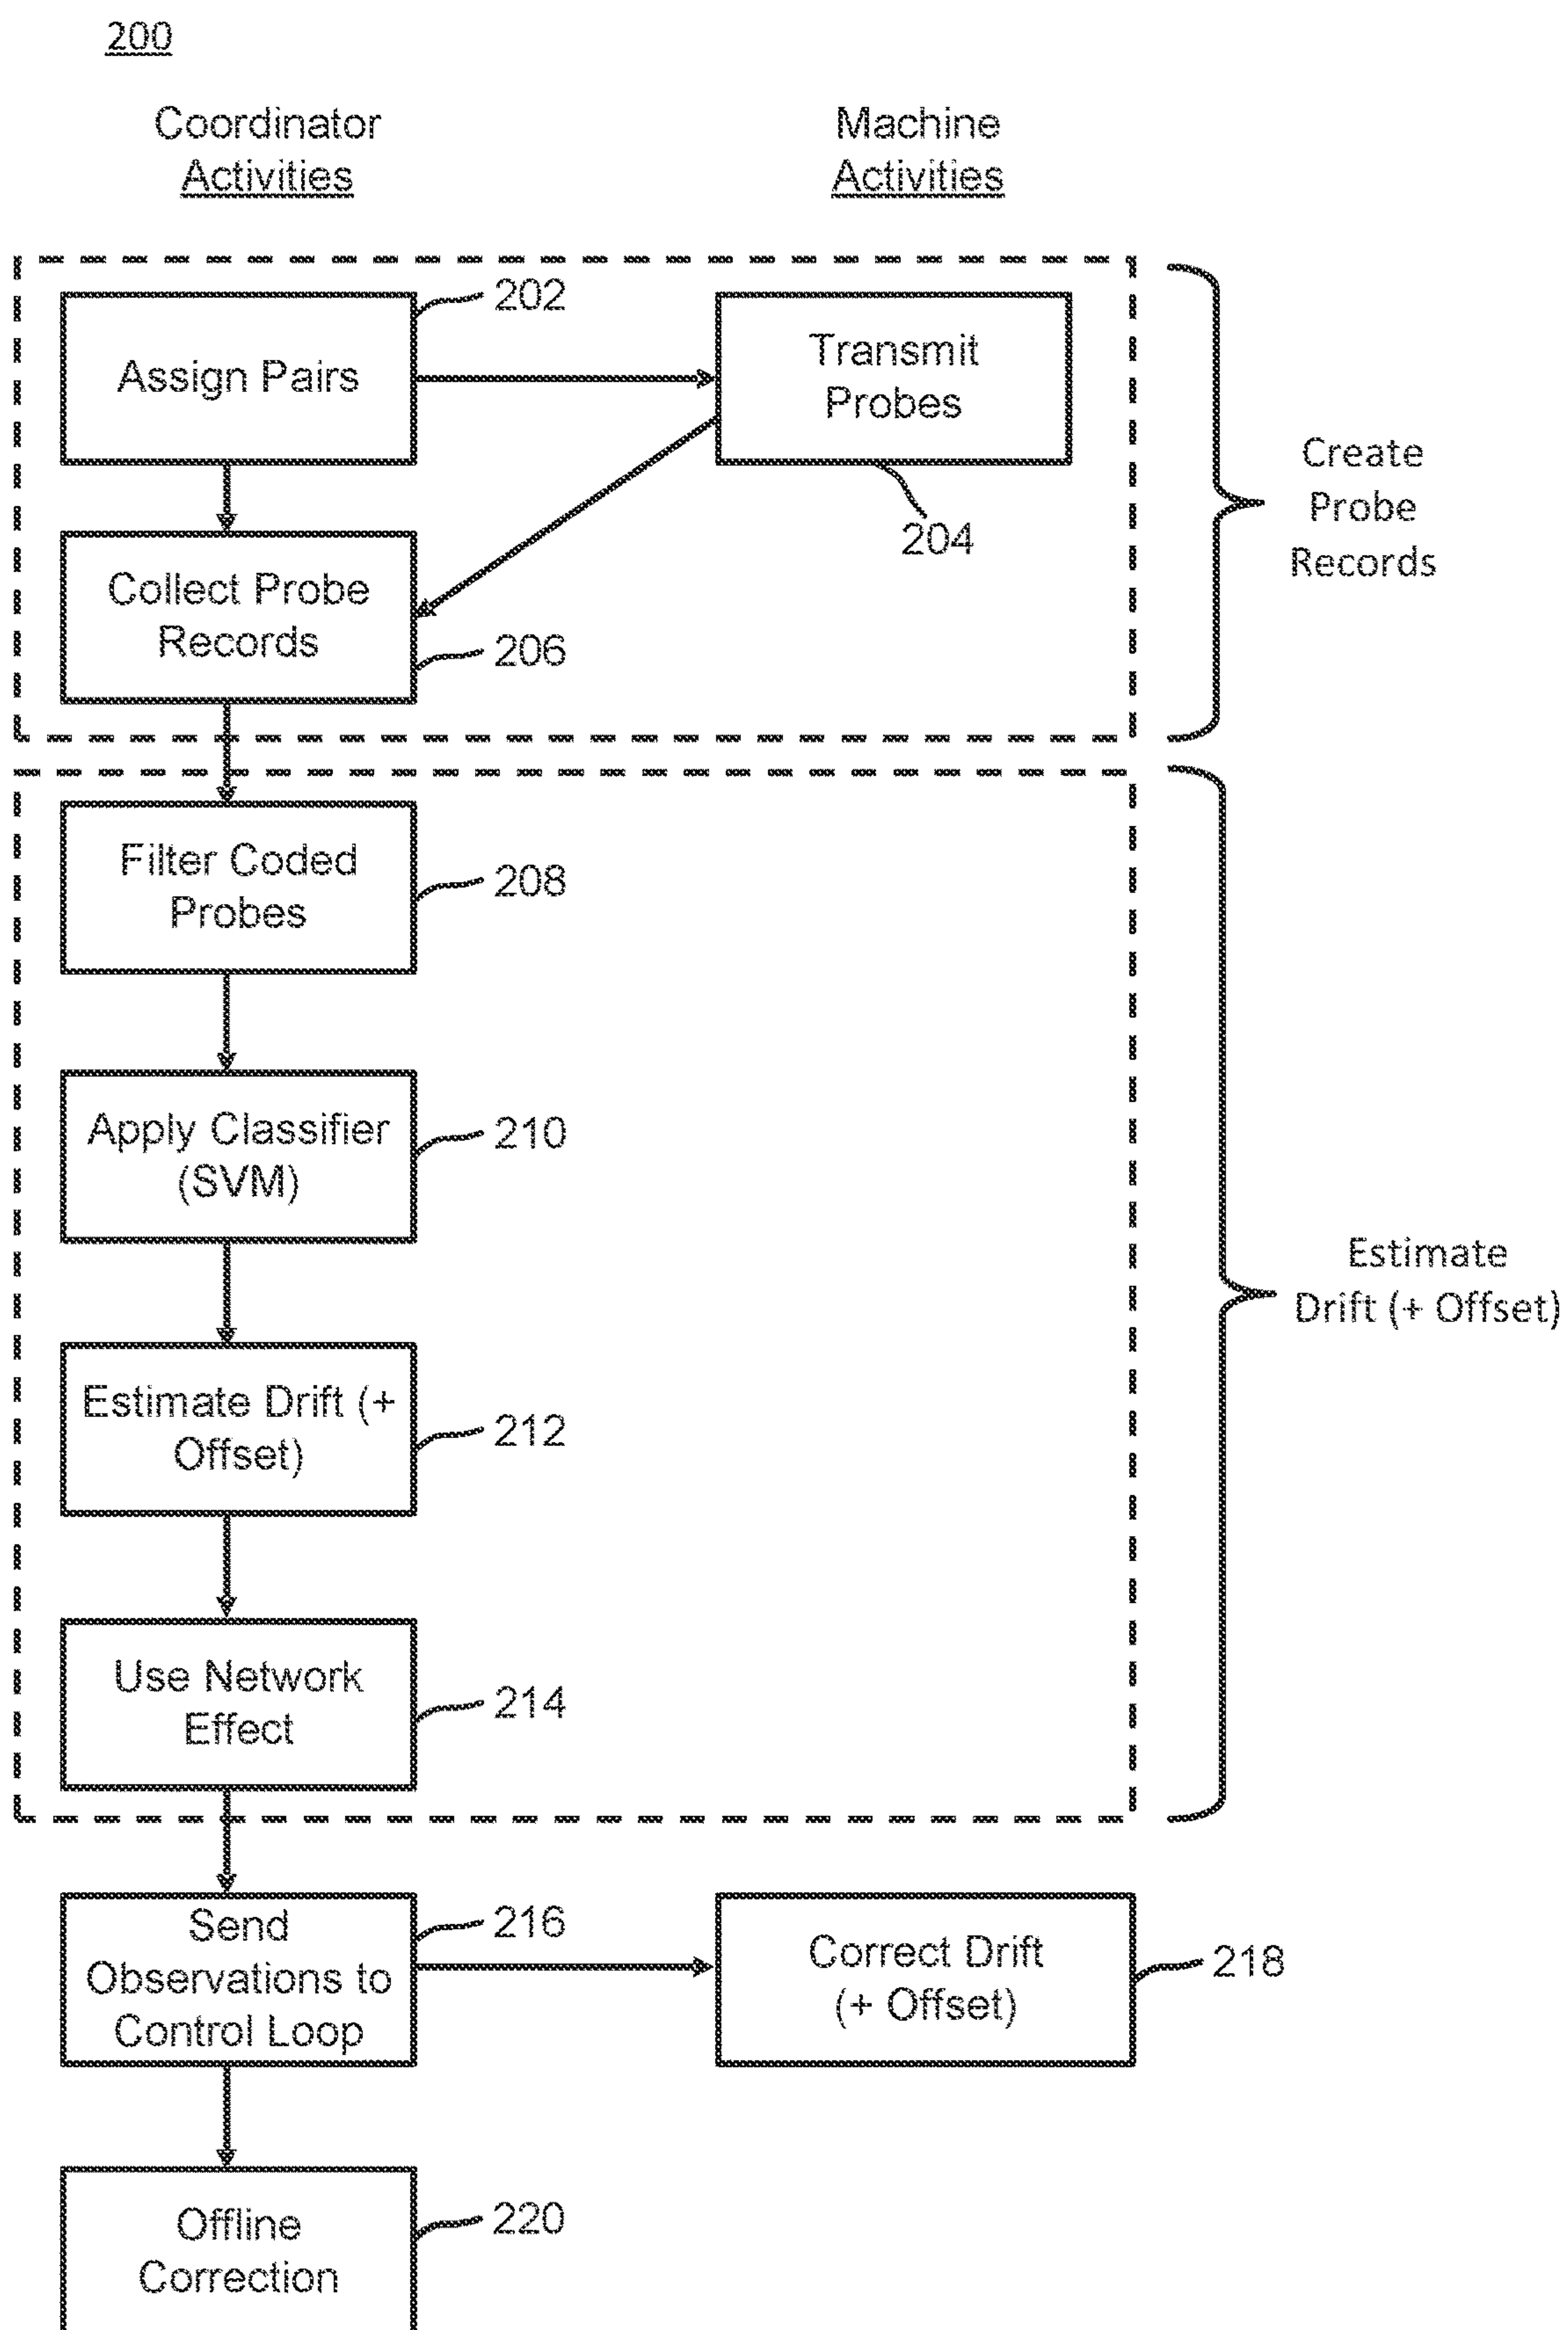 200
Coordinator
Activities
Machine
Activities
Assign Pairs
202
Transmit
Probes
204
Collect Probe
Records
206
Create
Probe
Records
Filter Coded
Probes
208
Apply Classifier
(SVM)
210
Estimate Drift (+
Offset)
212
Use Network
Effect
214
Estimate
Drift (+ Offset)
Send
Observations to
Control Loop
216
Correct Drift
(+ Offset)
218
Offline
Correction
220